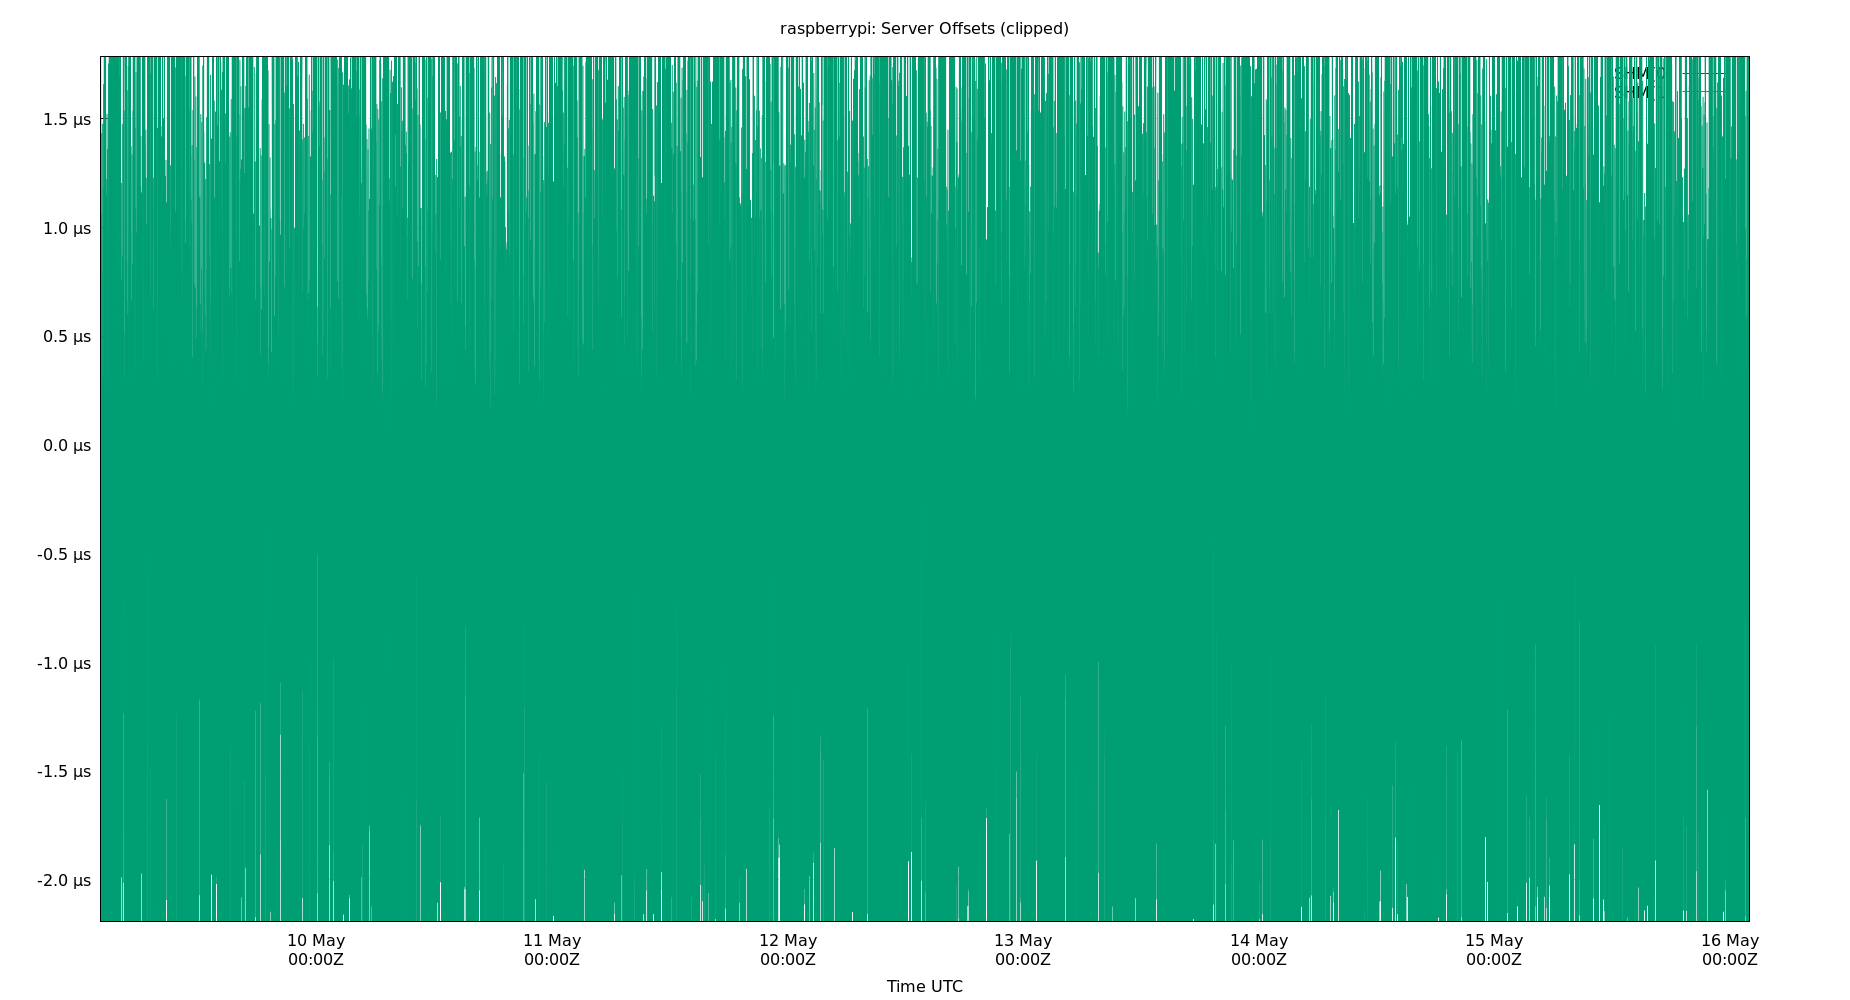 raspberrypi: Server Offsets (clipped)
1.5 µs
1.0 µs
0.5 µs
0.0 µs
-0.5 µs
-1.0 µs
-1.5 µs
-2.0 µs
10 May 11 May 12 May 13 May 14 May 15 May 16 May
00:00Z 00:00Z 00:00Z 00:00Z 00:00Z 00:00Z 00:00Z
Time UTC